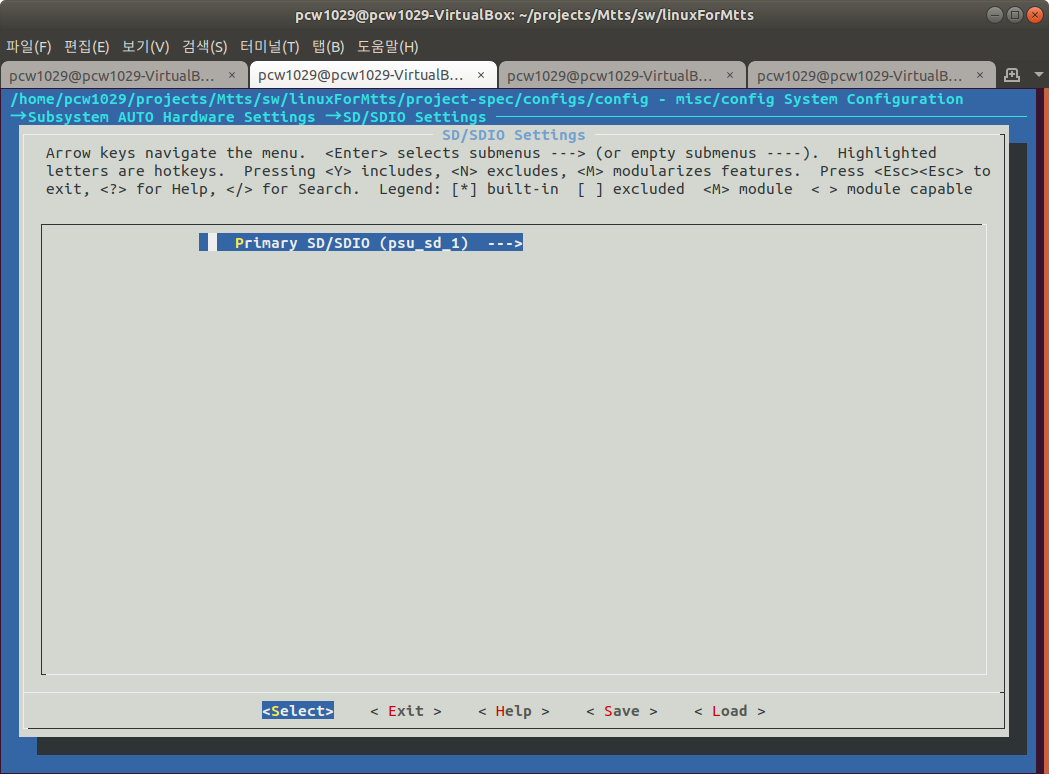 pcw1029@pcw1029-VirtualBox: ~/projects/Mtts/sw/linuxForMtts
파일(F) 편집(E) 보기(V) 검색(S) 터미널(T) 탭(B) 도움말(H)
pcw1029@pcw1029-VirtualB... × pcw1029@pcw1029-VirtualB... × pcw1029@pcw1029-VirtualB... × pcw1029@pcw1029-VirtualB... ×
/home/pcw1029/projects/Mtts/sw/linuxForMtts/project-spec/configs/config - misc/config System Configuration
→Subsystem AUTO Hardware Settings →SD/SDIO Settings
SD/SDIO Settings
Arrow keys navigate the menu. <Enter> selects submenus ---> (or empty submenus ----). Highlighted
letters are hotkeys. Pressing <Y> includes, <N> excludes, <M> modularizes features. Press <Esc><Esc> to
exit, <?> for Help, </> for Search. Legend: [*] built-in [ ] excluded <M> module < > module capable
Primary SD/SDIO (psu_sd_1) --->
<Select> < Exit > < Help > < Save > < Load >